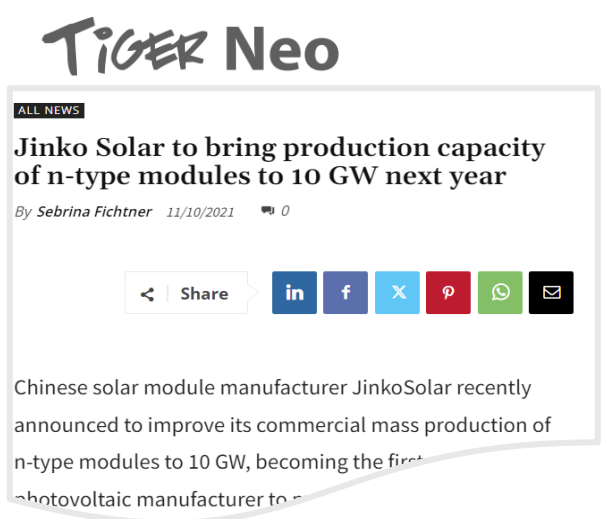 TiGER Neo
ALL NEWS
Jinko Solar to bring production capacity
of n-type modules to 10 GW next year
By Sebrina Fichtner 11/10/2021 0
Share
Chinese solar module manufacturer JinkoSolar recently
announced to improve its commercial mass production of
n-type modules to 10 GW, becoming the first
photovoltaic manufacturer to